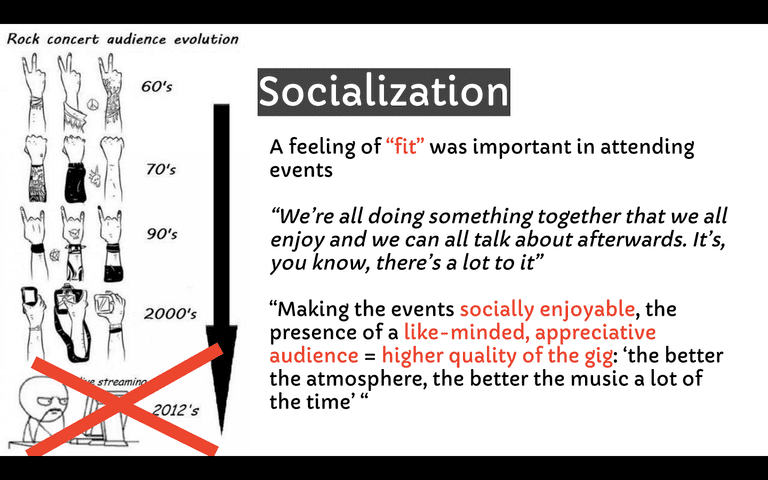 Rock concert audience evolution
60's
70's
90's
2000's
live streaming
2012's
Socialization
A feeling of “fit” was important in attending
events
“We’re all doing something together that we all
enjoy and we can all talk about afterwards. It’s,
you know, there’s a lot to it”
“Making the events socially enjoyable, the
presence of a like-minded, appreciative
audience = higher quality of the gig: ‘the better
the atmosphere, the better the music a lot of
the time’ “